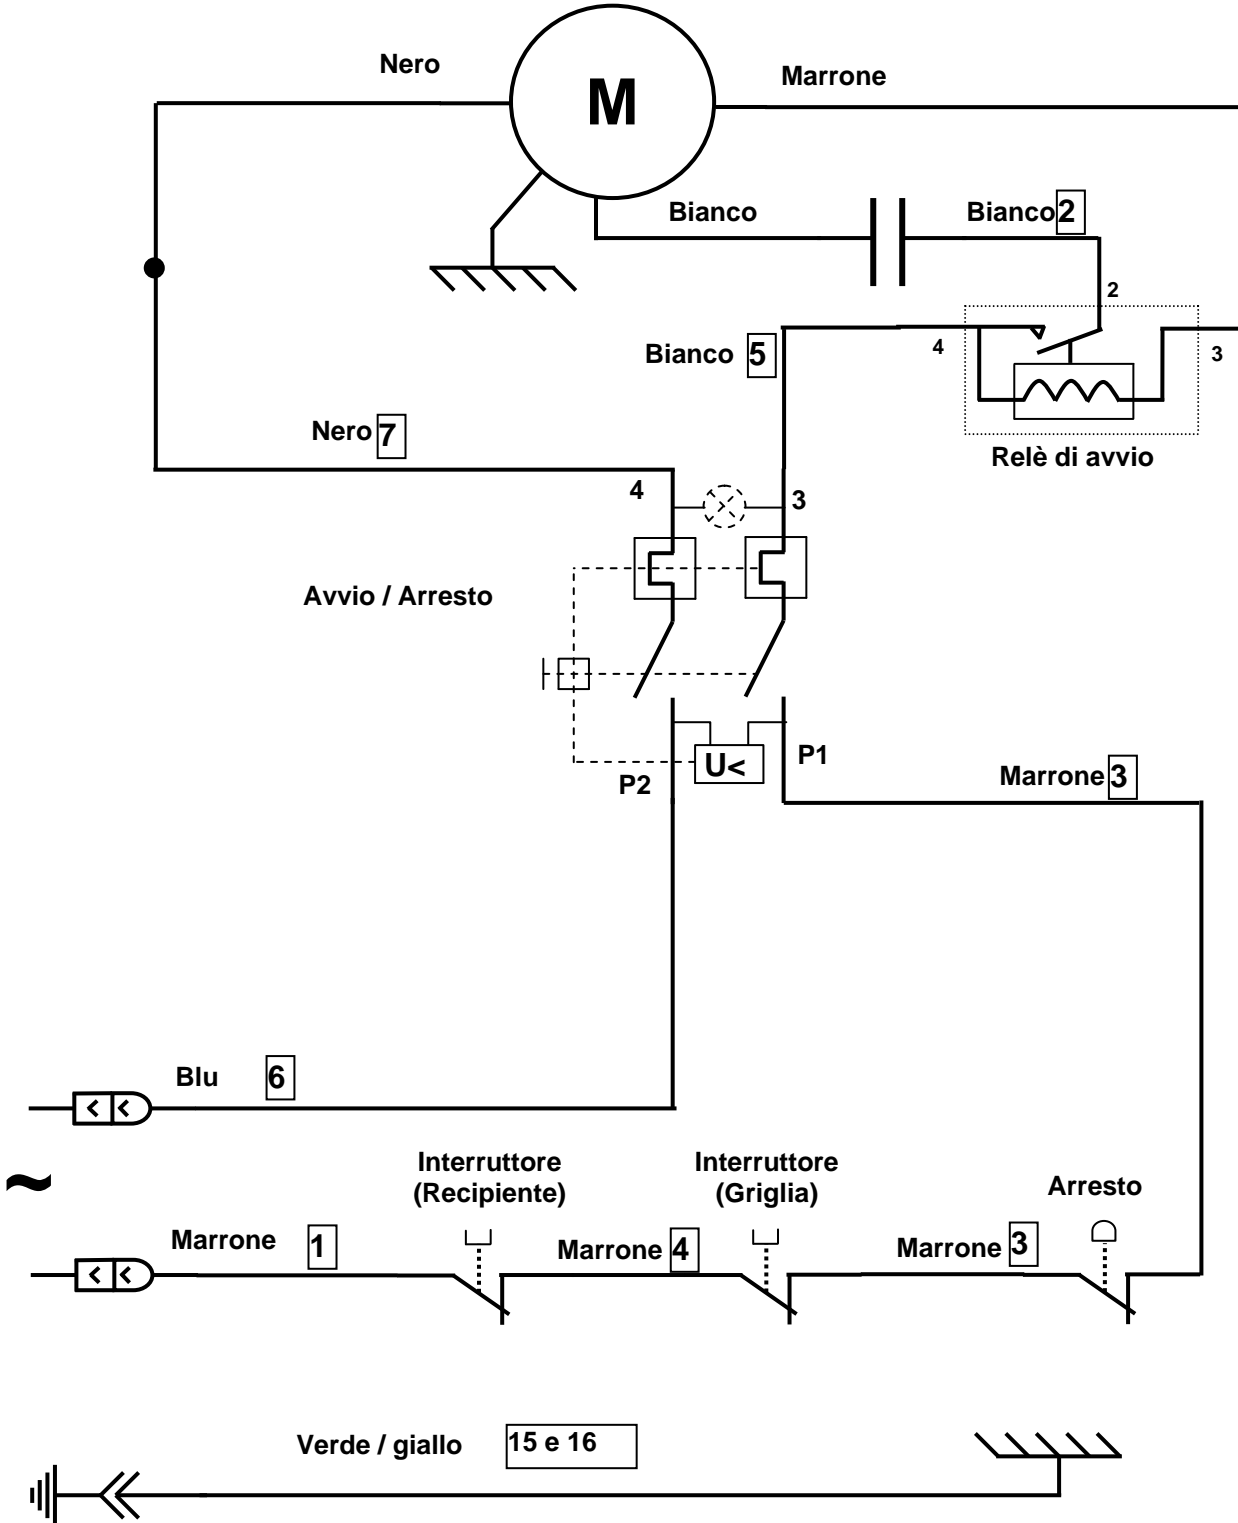 Nero
M
Marrone
Bianco
Bianco 2
2
Bianco 5
4
3
Nero 7
Relè di avvio
4
3
Avvio / Arresto
U<
P1
P2
Marrone 3
Blu 6
~
Interruttore
(Recipiente)
Interruttore
(Griglia)
Arresto
Marrone 1
Marrone 4
Marrone 3
Verde / giallo 15 e 16